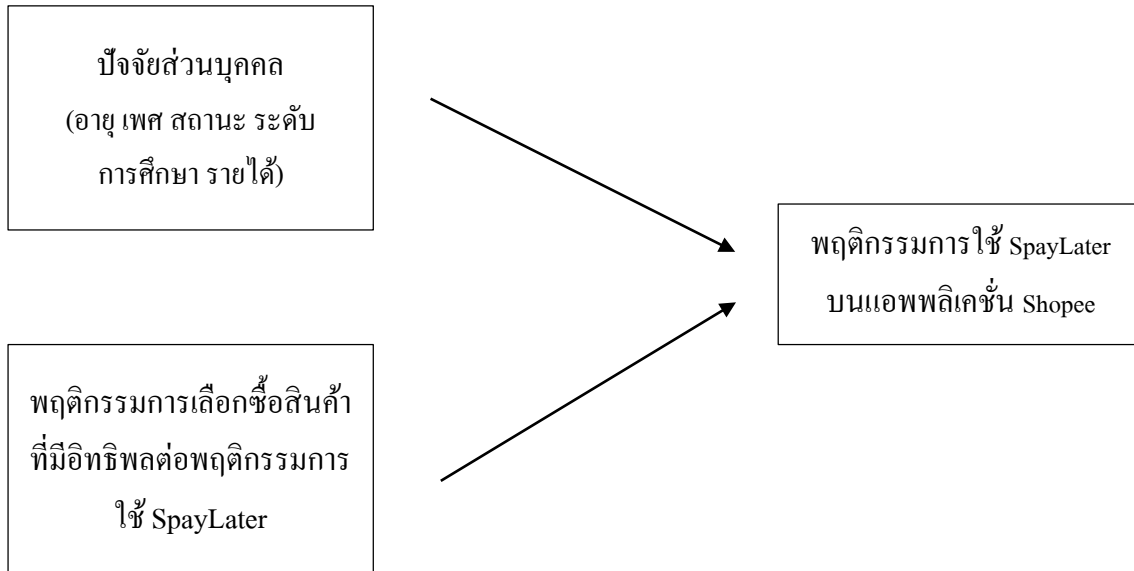 ปัจจัยส่วนบุคคล
(อายุ เพศ สถานะ ระดับ
การศึกษา รายได้)
พฤติกรรมการใช้ SpayLater
บนแอพพลิเคชั่น Shopee
พฤติกรรมการเลือกซื้อสินค้า
ที่มีอิทธิพลต่อพฤติกรรมการ
ใช้ SpayLater